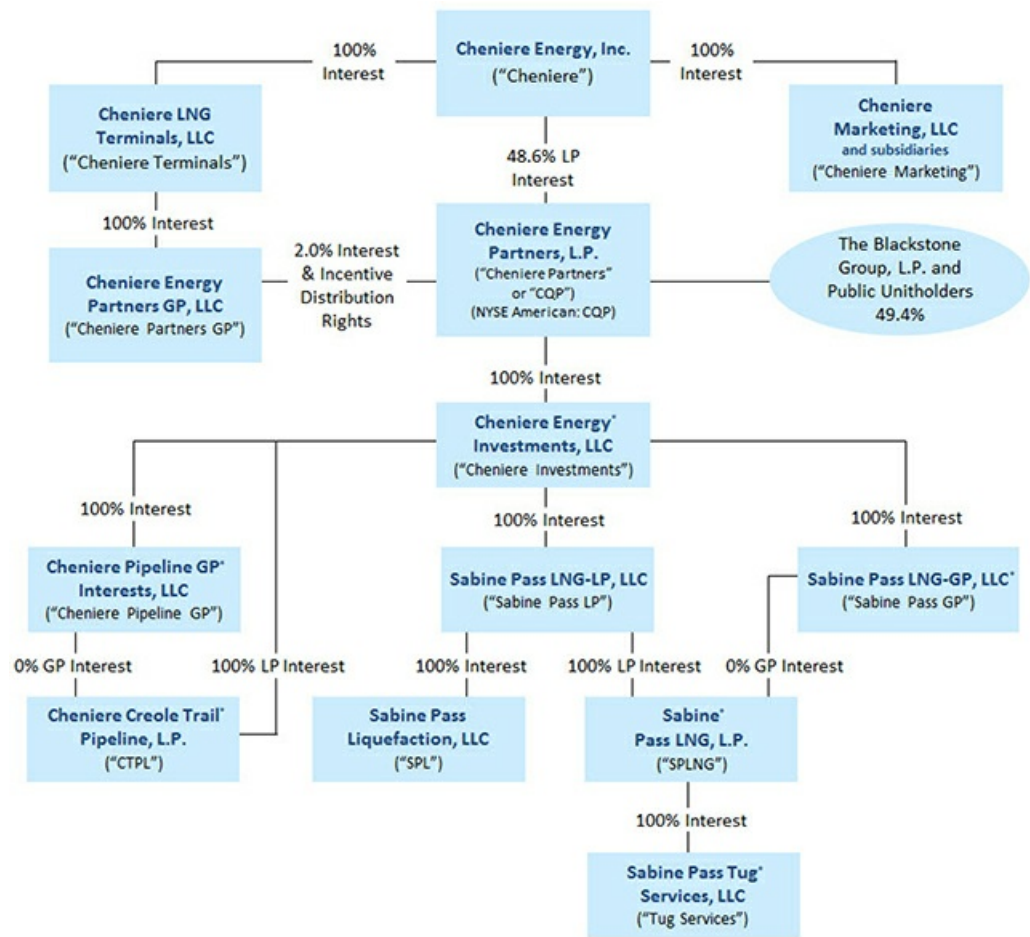 Cheniere Energy, Inc.
("Cheniere")
100%
Interest
100%
Interest
Cheniere LNG
Terminals, LLC
("Cheniere Terminals")
Cheniere
Marketing, LLC
and subsidiaries
("Cheniere Marketing")
48.6% LP
Interest
100% Interest
Cheniere Energy
Partners GP, LLC
("Cheniere Partners GP")
2.0% Interest
& Incentive
Distribution
Rights
Cheniere Energy
Partners, L.P.
("Cheniere Partners"
or "CQP")
(NYSE American: CQP)
The Blackstone
Group, L.P. and
Public Unitholders
49.4%
100% Interest
Cheniere Energy*
Investments, LLC
("Cheniere Investments")
100% Interest
100% Interest
100% Interest
Cheniere Pipeline GP*
Interests, LLC
("Cheniere Pipeline GP")
Sabine Pass LNG-LP, LLC
("Sabine Pass LP")
Sabine Pass LNG-GP, LLC*
("Sabine Pass GP")
0% GP Interest
100% LP Interest
100% Interest
100% LP Interest
0% GP Interest
Cheniere Creole Trail*
Pipeline, L.P.
("CTPL")
Sabine Pass
Liquefaction, LLC
("SPL")
Sabine*
Pass LNG, L.P.
("SPLNG")
100% Interest
Sabine Pass Tug*
Services, LLC
("Tug Services")